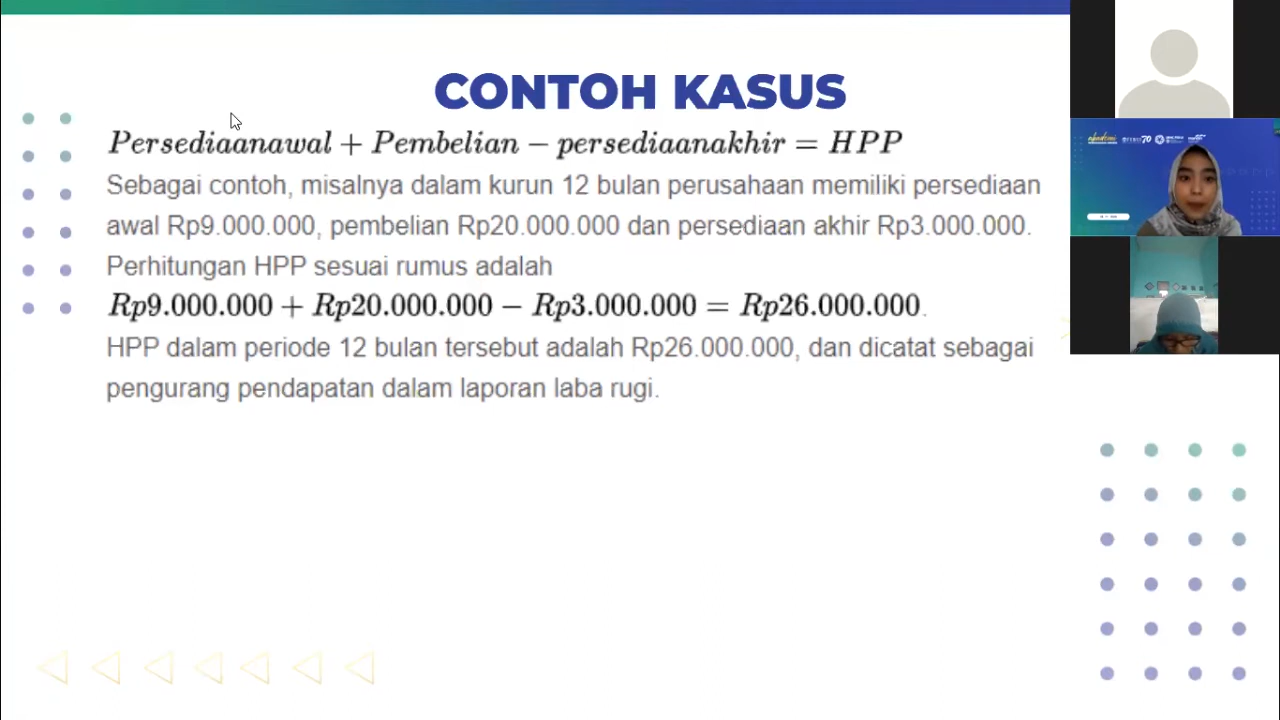 CONTOH KASUS
Persediaanawal + Pembelian − persediaanakhir = HPP
Sebagai contoh, misalnya dalam kurun 12 bulan perusahaan memiliki persediaan
awal Rp9.000.000, pembelian Rp20.000.000 dan persediaan akhir Rp3.000.000.
Perhitungan HPP sesuai rumus adalah
Rp9.000.000 + Rp20.000.000 − Rp3.000.000 = Rp26.000.000.
HPP dalam periode 12 bulan tersebut adalah Rp26.000.000, dan dicatat sebagai
pengurang pendapatan dalam laporan laba rugi.